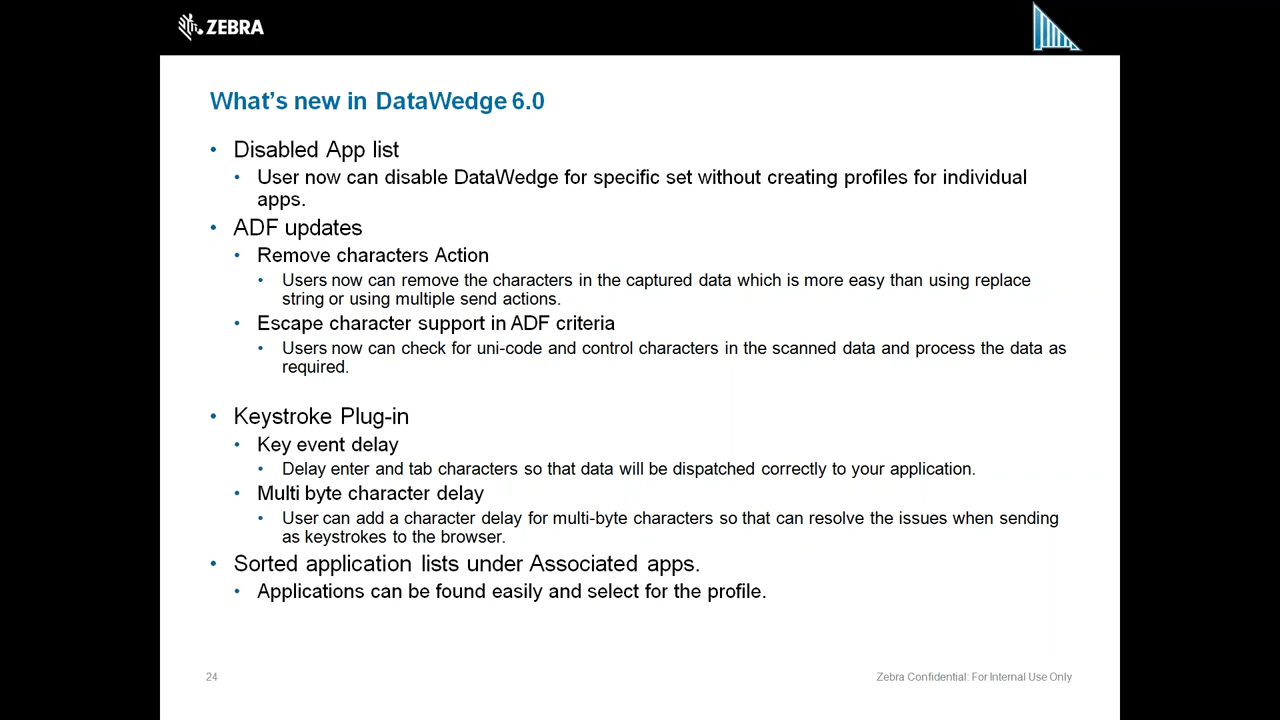 ZEBRA
What's new in DataWedge 6.0
• Disabled App list
• User now can disable DataWedge for specific set without creating profiles for individual
apps.
• ADF updates
• Remove characters Action
• Users now can remove the characters in the captured data which is more easy than using replace
string or using multiple send actions.
• Escape character support in ADF criteria
• Users now can check for uni-code and control characters in the scanned data and process the data as
required.
• Keystroke Plug-in
• Key event delay
• Delay enter and tab characters so that data will be dispatched correctly to your application.
• Multi byte character delay
• User can add a character delay for multi-byte characters so that can resolve the issues when sending
as keystrokes to the browser.
• Sorted application lists under Associated apps.
• Applications can be found easily and select for the profile.
24
Zebra Confidential: For Internal Use Only